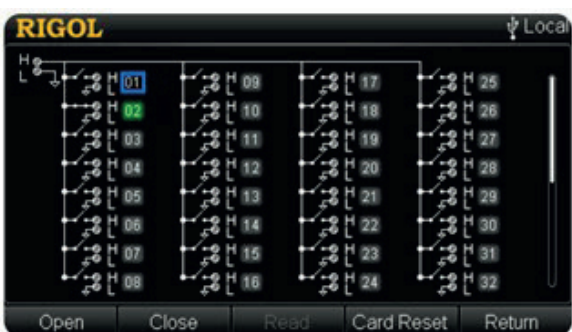 RIGOL Local
H
L
H 01 H 09 H 17 H 25
L L L L
H 02 H 10 H 18 H 26
L L L L
H 03 H 11 H 19 H 27
L L L L
H 04 H 12 H 20 H 28
L L L L
H 05 H 13 H 21 H 29
L L L L
H 06 H 14 H 22 H 30
L L L L
H 07 H 15 H 23 H 31
L L L L
H 08 H 16 H 24 H 32
L L L L
Open Close Read Card Reset Return